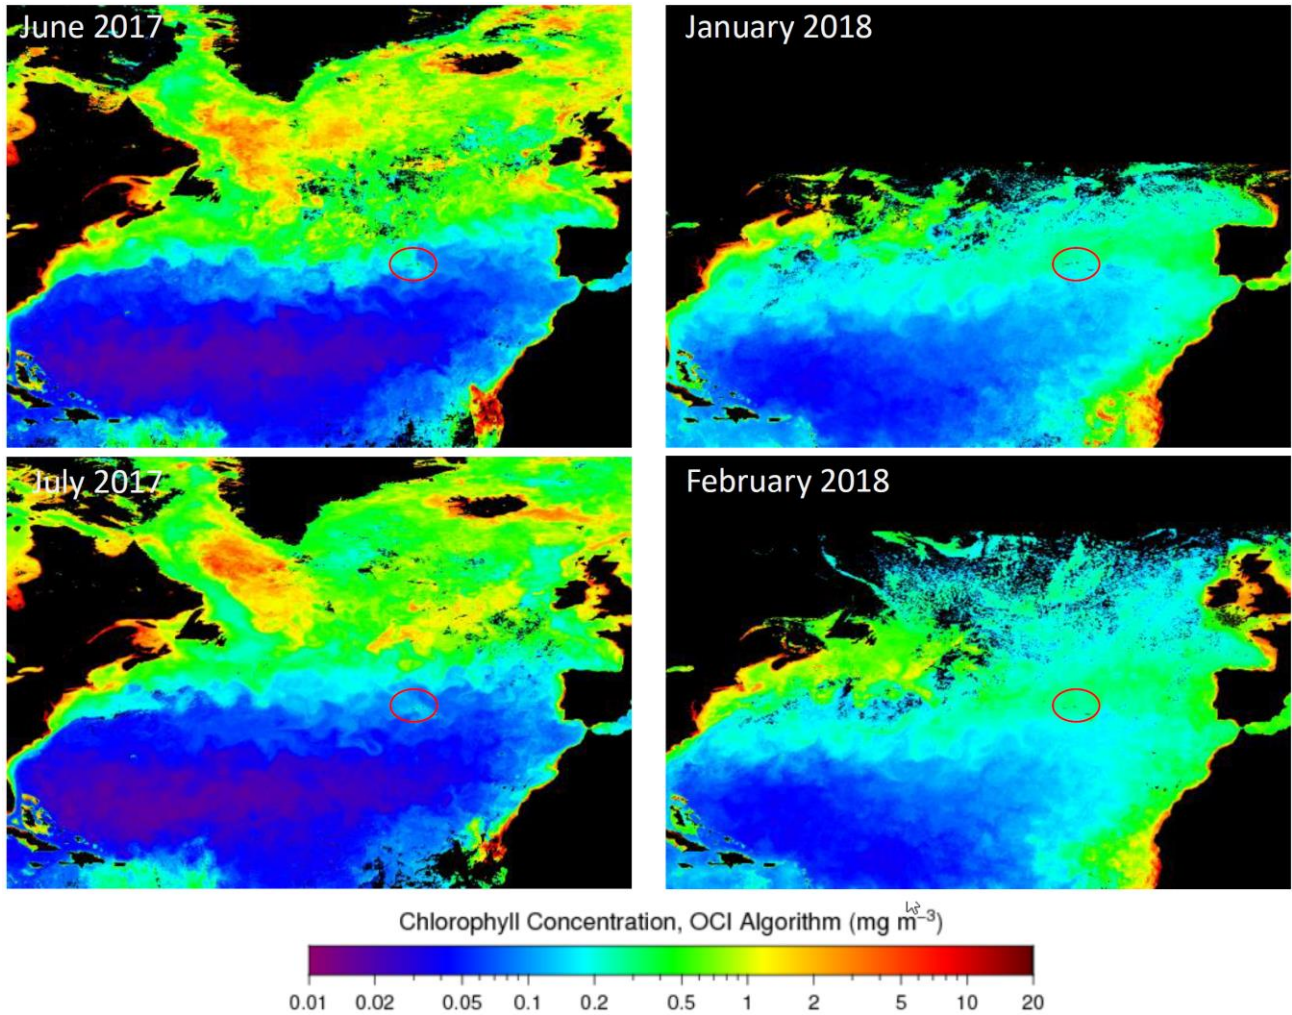 June 2017
January 2018
July 2017
February 2018
Chlorophyll Concentration, OCI Algorithm (mg m⁻³)
0.01 0.02 0.05 0.1 0.2 0.5 1 2 5 10 20